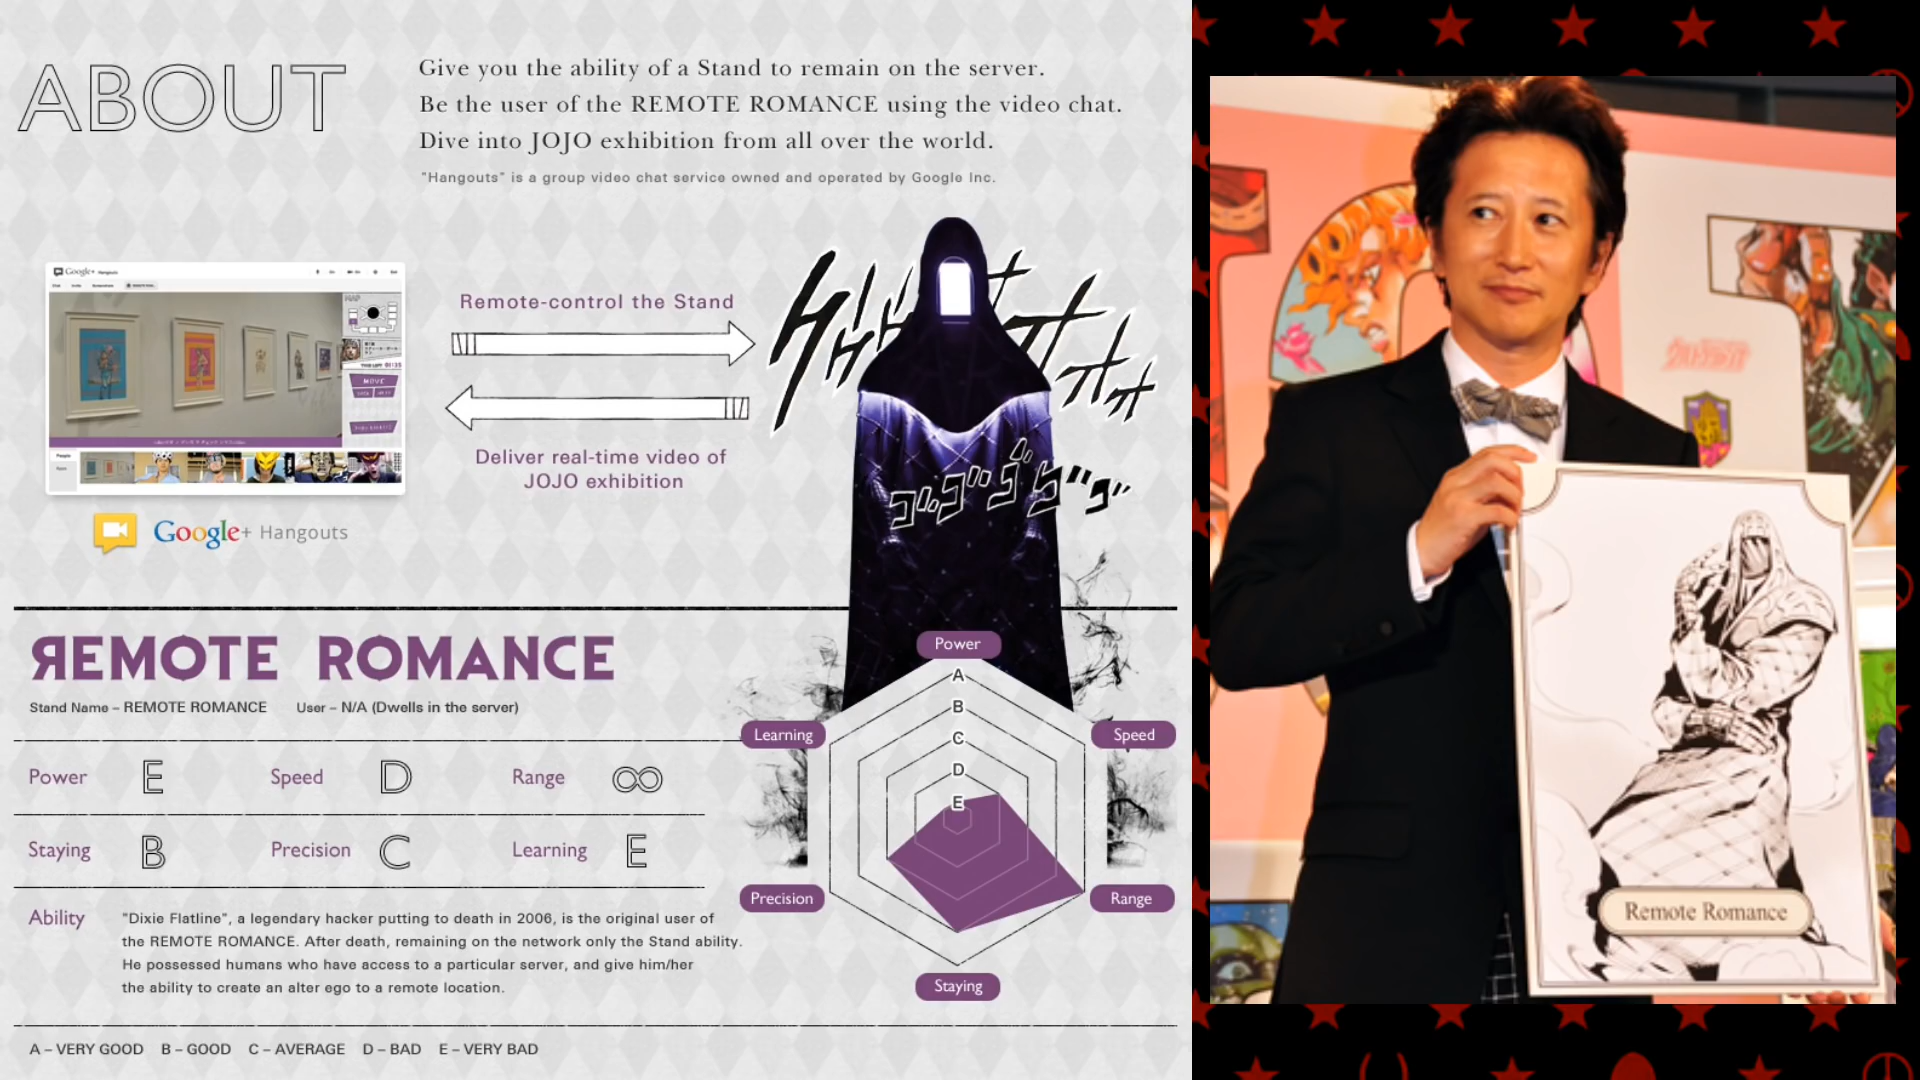 ABOUT
Give you the ability of a Stand to remain on the server.
Be the user of the REMOTE ROMANCE using the video chat.
Dive into JOJO exhibition from all over the world.
"Hangouts" is a group video chat service owned and operated by Google Inc.
Google+ Hangouts
MAP
MOVE
People
Remote-control the Stand
Deliver real-time video of
JOJO exhibition
Google+ Hangouts
REMOTE ROMANCE
Stand Name – REMOTE ROMANCE User – N/A (Dwells in the server)
Power E Speed D Range ∞
Staying B Precision C Learning E
Ability "Dixie Flatline", a legendary hacker putting to death in 2006, is the original user of
the REMOTE ROMANCE. After death, remaining on the network only the Stand ability.
He possessed humans who have access to a particular server, and give him/her
the ability to create an alter ego to a remote location.
Power
A
B
C
D
E
Learning
Speed
Precision
Range
Staying
A – VERY GOOD B – GOOD C – AVERAGE D – BAD E – VERY BAD
Remote Romance